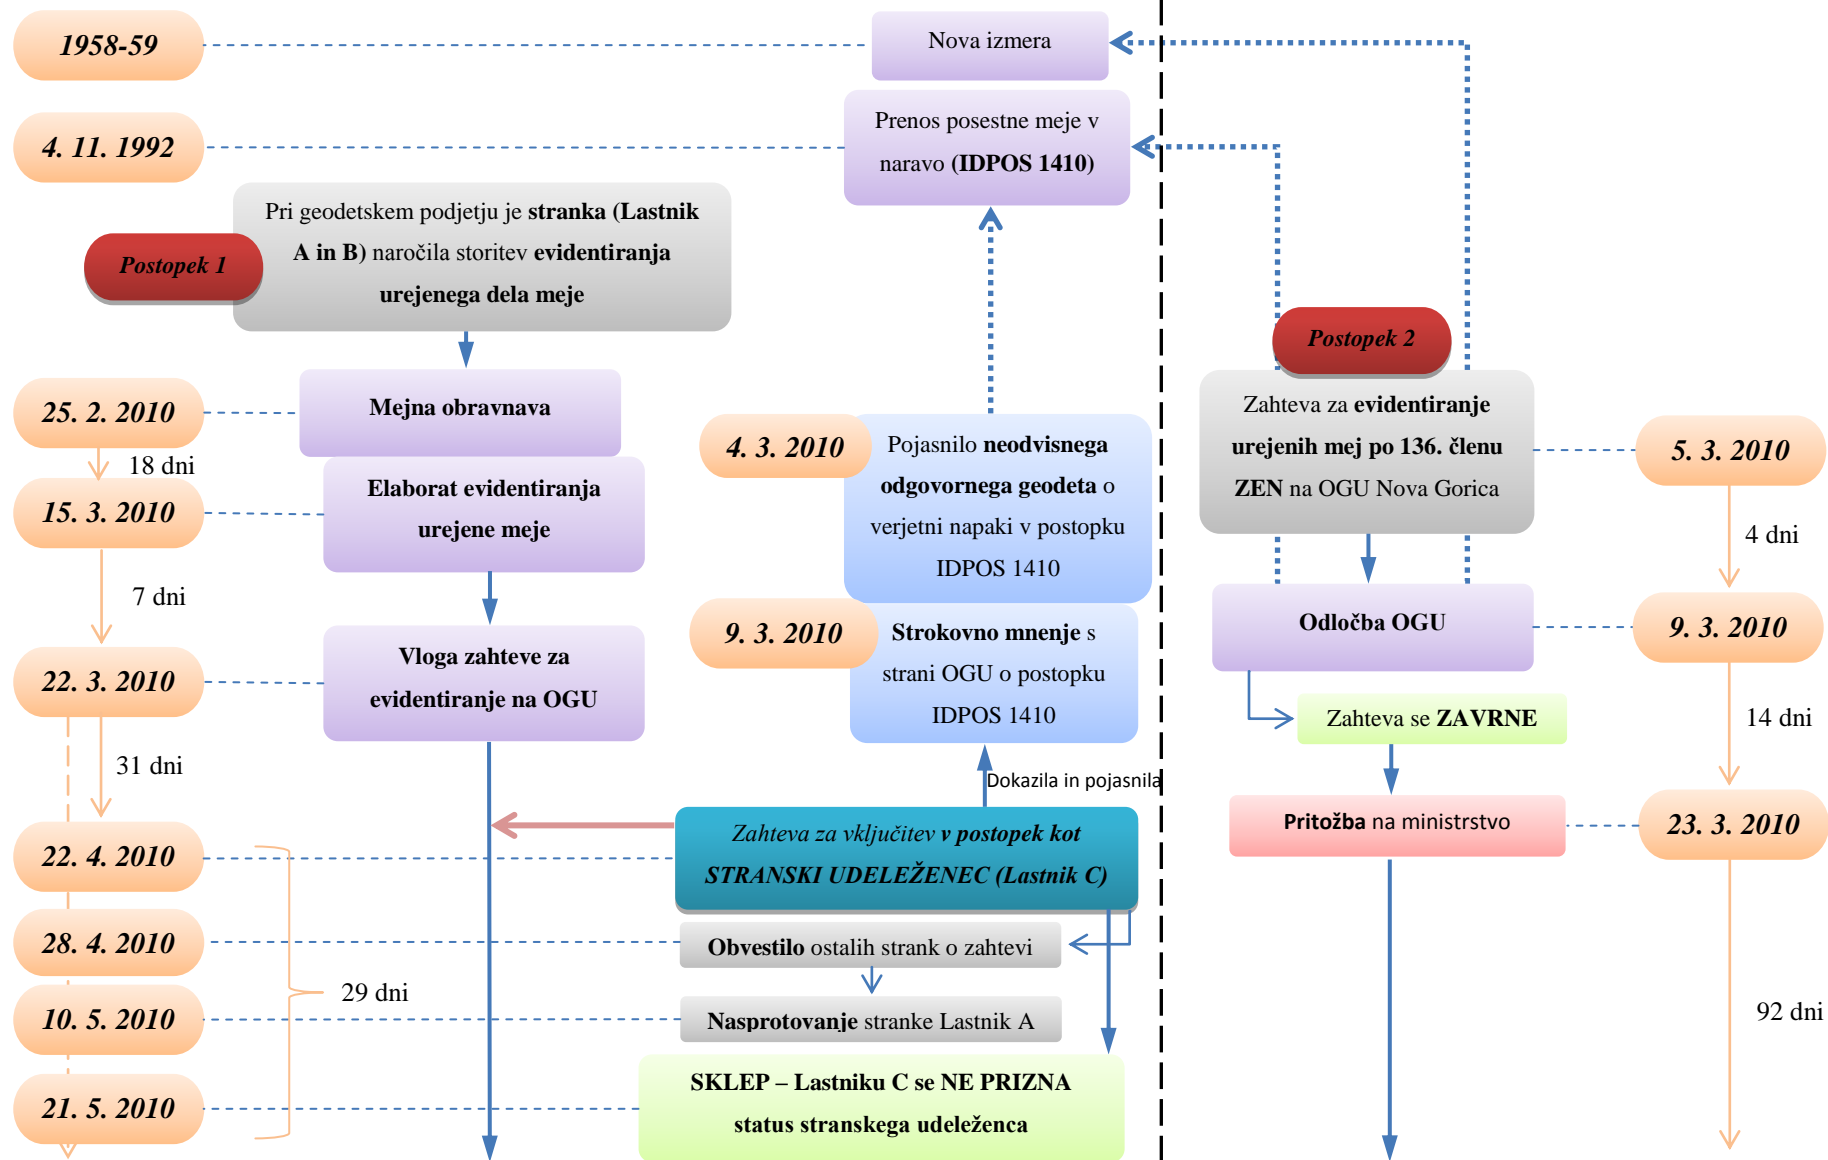 1958-59
Nova izmera
4. 11. 1992
Prenos posestne meje v
naravo (IDPOS 1410)
Pri geodetskem podjetju je stranka (Lastnik
A in B) naročila storitev evidentiranja
urejenega dela meje
Postopek 1
25. 2. 2010
Mejna obravnava
18 dni
15. 3. 2010
Elaborat evidentiranja
urejene meje
7 dni
22. 3. 2010
Vloga zahteve za
evidentiranje na OGU
31 dni
4. 3. 2010
Pojasnilo neodvisnega
odgovornega geodeta o
verjetni napaki v postopku
IDPOS 1410
9. 3. 2010
Strokovno mnenje s
strani OGU o postopku
IDPOS 1410
Dokazila in pojasnila
22. 4. 2010
Zahteva za vključitev v postopek kot
STRANSKI UDELEŽENEC (Lastnik C)
28. 4. 2010
Obvestilo ostalih strank o zahtevi
29 dni
10. 5. 2010
Nasprotovanje stranke Lastnik A
21. 5. 2010
SKLEP – Lastniku C se NE PRIZNA
status stranskega udeleženca
Postopek 2
Zahteva za evidentiranje
urejenih mej po 136. členu
ZEN na OGU Nova Gorica
5. 3. 2010
4 dni
Odločba OGU
9. 3. 2010
Zahteva se ZAVRNE
14 dni
Pritožba na ministrstvo
23. 3. 2010
92 dni